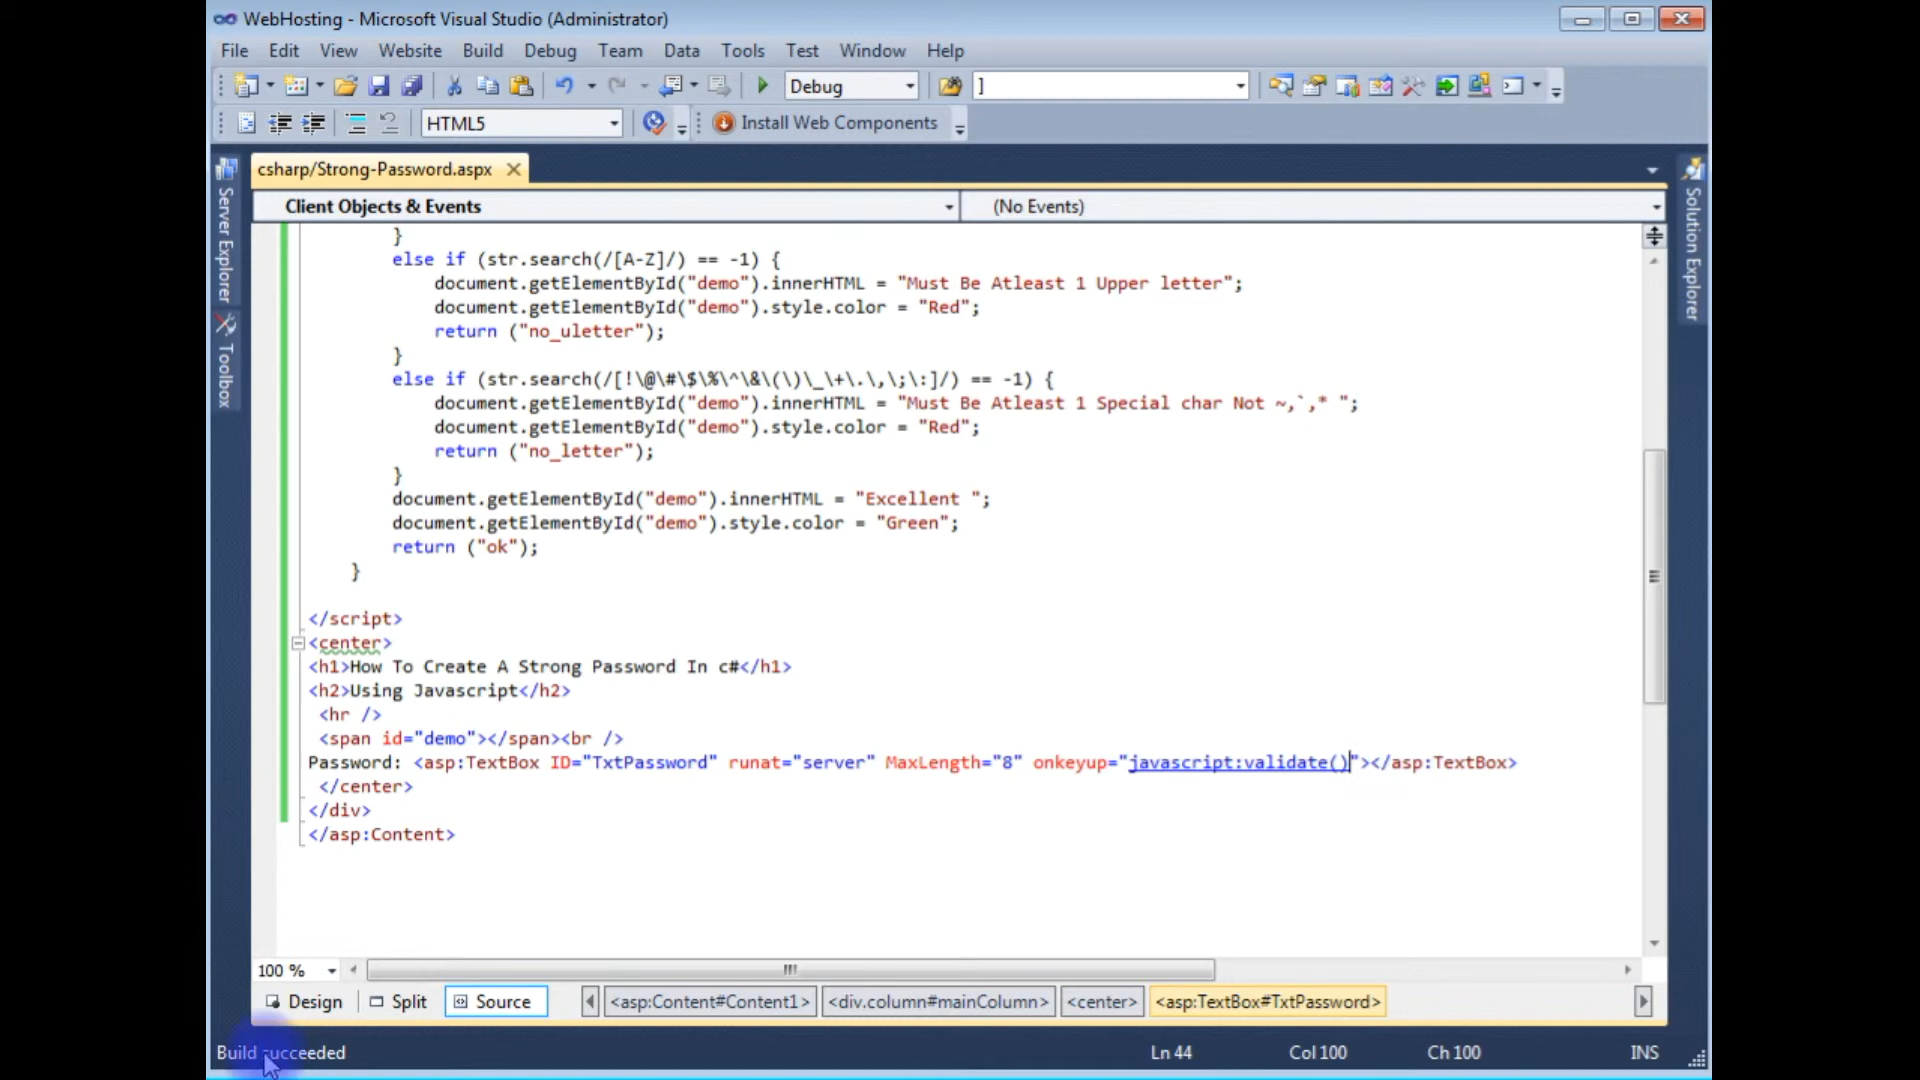 WebHosting - Microsoft Visual Studio (Administrator)
File Edit View Website Build Debug Team Data Tools Test Window Help
Debug ]
HTML5 Install Web Components
csharp/Strong-Password.aspx
Client Objects & Events (No Events)
Server Explorer
Toolbox
Solution Explorer
}
else if (str.search(/[A-Z]/) == -1) {
document.getElementById("demo").innerHTML = "Must Be Atleast 1 Upper letter";
document.getElementById("demo").style.color = "Red";
return ("no_uletter");
}
else if (str.search(/[!\@\#\$\%\^\&\(\)\_\+\.\,\;\:]/) == -1) {
document.getElementById("demo").innerHTML = "Must Be Atleast 1 Special char Not ~,`,* ";
document.getElementById("demo").style.color = "Red";
return ("no_letter");
}
document.getElementById("demo").innerHTML = "Excellent ";
document.getElementById("demo").style.color = "Green";
return ("ok");
}
</script>
<center>
<h1>How To Create A Strong Password In c#</h1>
<h2>Using Javascript</h2>
<hr />
<span id="demo"></span><br />
Password: <asp:TextBox ID="TxtPassword" runat="server" MaxLength="8" onkeyup="javascript:validate()"></asp:TextBox>
</center>
</div>
</asp:Content>
100 %
Design Split Source <asp:Content#Content1> <div.column#mainColumn> <center> <asp:TextBox#TxtPassword>
Build succeeded Ln 44 Col 100 Ch 100 INS